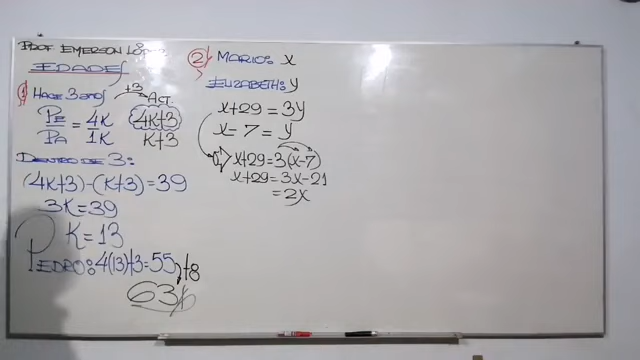 PROF EMERSON LÓPEZ
EDADES
1) HACE 3 AÑOS +3 ACT.
PE/PA = 4K/1K 4K+3/K+3
DENTRO DE 3:
(4K+3)-(K+3)=39
3K=39
K=13
PEDRO: 4(13)+3=55 +8
63
2) MARIO: X
ELIZABETH: Y
X+29=3Y
X-7=Y
X+29=3(X-7)
X+29=3X-21
=2X